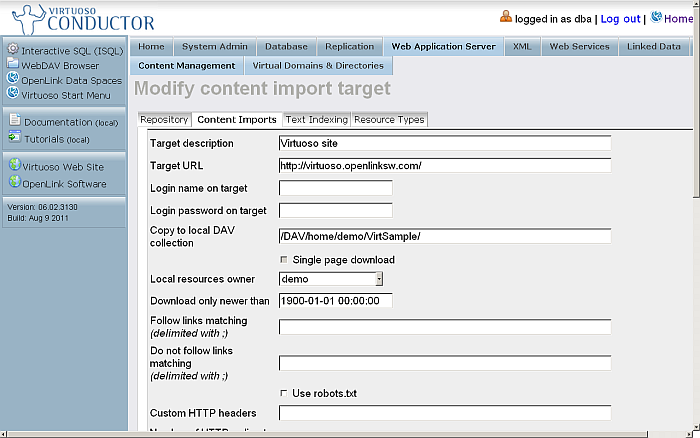 VIRTUOSO
CONDUCTOR
logged in as dba | Log out | Home
Interactive SQL (ISQL)
WebDAV Browser
OpenLink Data Spaces
Virtuoso Start Menu
Documentation (local)
Tutorials (local)
Virtuoso Web Site
OpenLink Software
Version: 06.02.3130
Build: Aug 9 2011
Home System Admin Database Replication Web Application Server XML Web Services Linked Data
Content Management Virtual Domains & Directories
Modify content import target
Repository Content Imports Text Indexing Resource Types
Target description Virtuoso site
Target URL http://virtuoso.openlinksw.com/
Login name on target
Login password on target
Copy to local DAV
collection
/DAV/home/demo/VirtSample/
Single page download
Local resources owner demo
Download only newer than 1900-01-01 00:00:00
Follow links matching
(delimited with ;)
Do not follow links
matching
(delimited with ;)
Use robots.txt
Custom HTTP headers